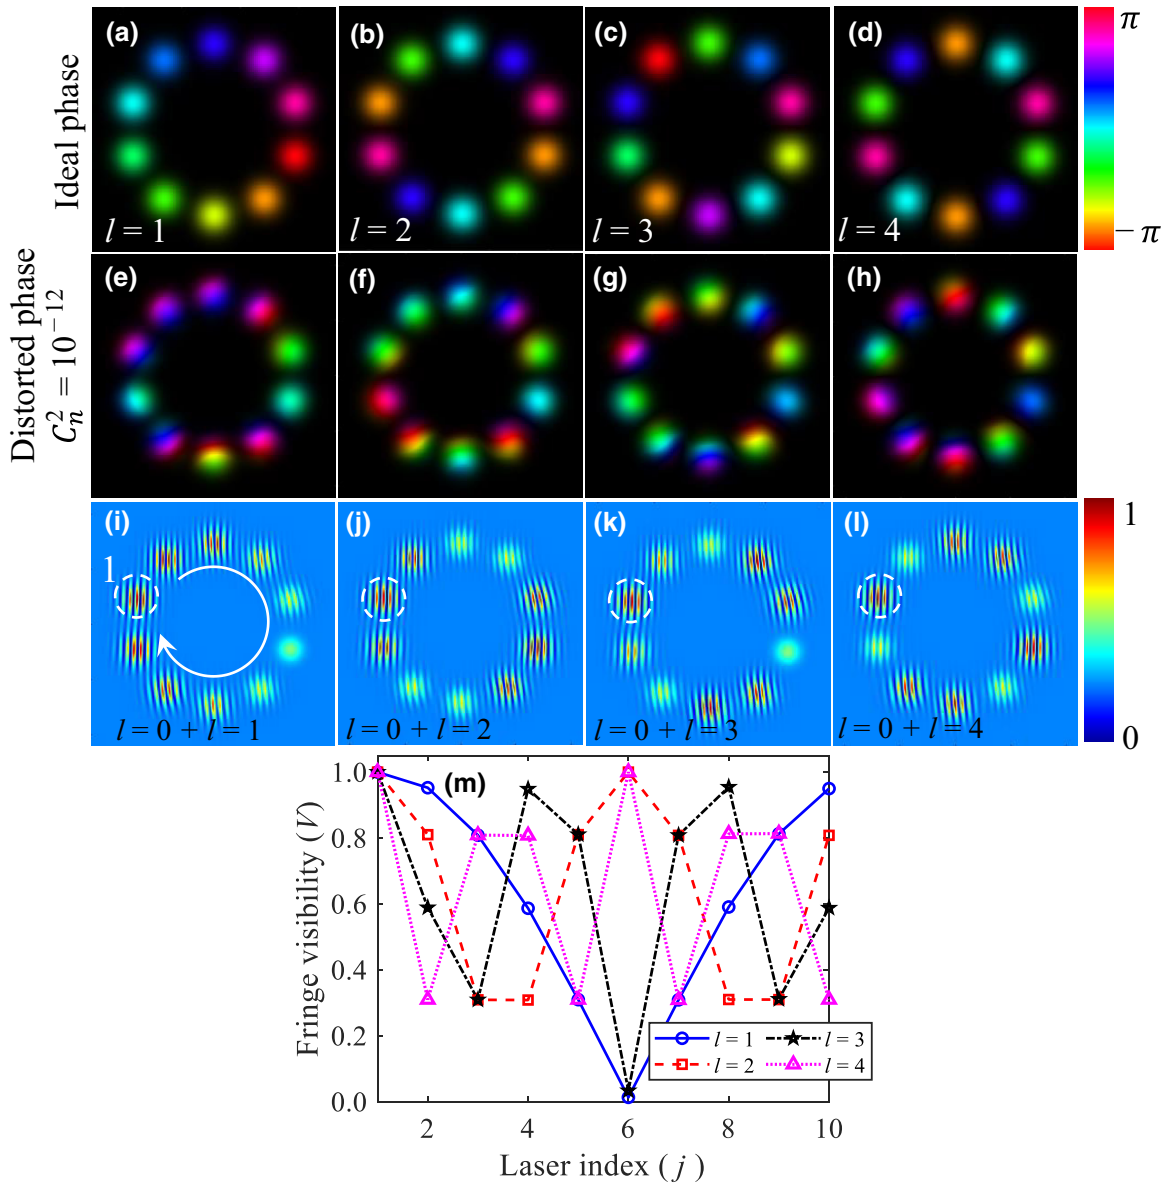 (a) (b) (c) (d) π
Ideal phase
l = 1 l = 2 l = 3 l = 4 −π
(e) (f) (g) (h)
Distorted phase
C_n^2 = 10^−12
(i) (j) (k) (l) 1
1
l = 0 + l = 1 l = 0 + l = 2 l = 0 + l = 3 l = 0 + l = 4 0
(m)
Fringe visibility (V)
1.0
0.8
0.6
0.4
0.2
0.0
l = 1 l = 3
l = 2 l = 4
2 4 6 8 10
Laser index ( j )